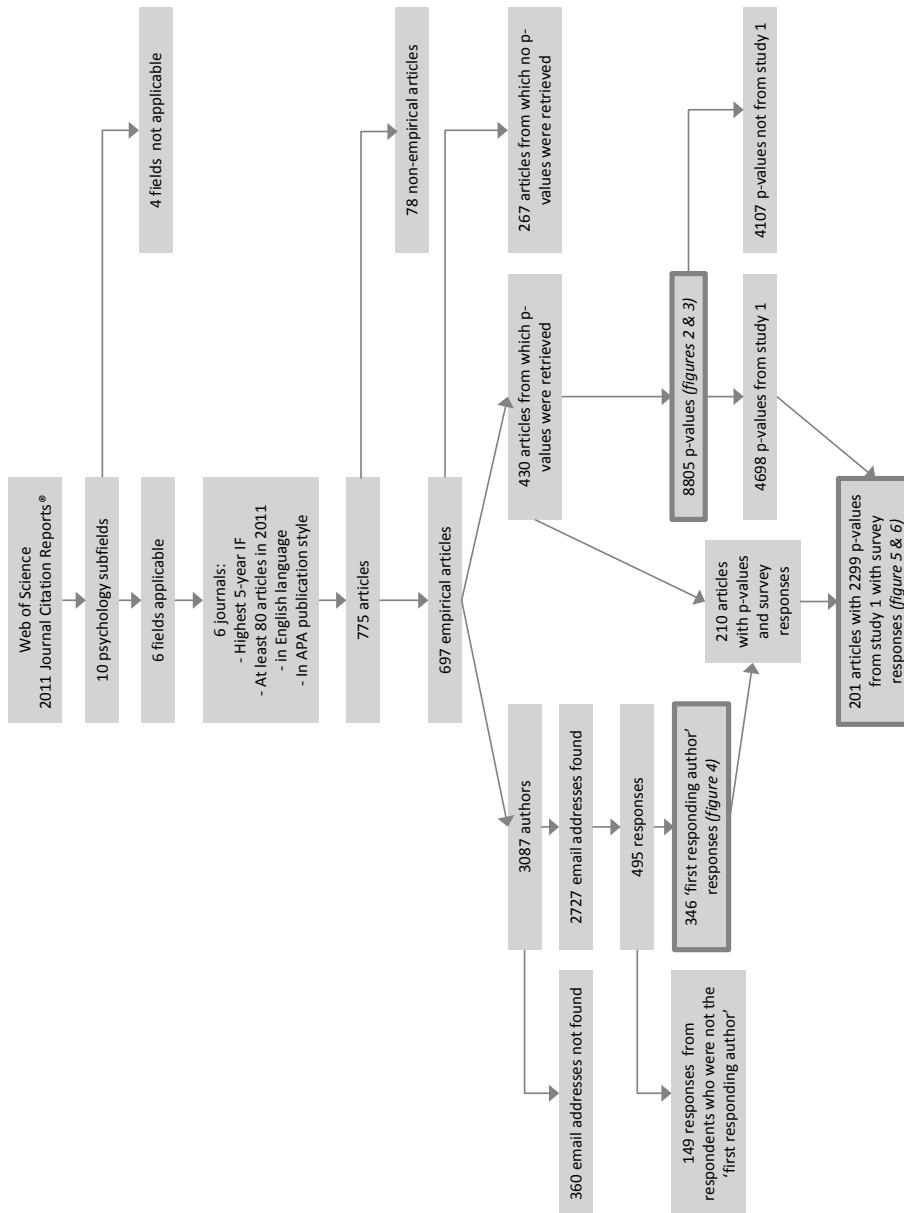 Web of Science
2011 Journal Citation Reports®
10 psychology subfields
4 fields not applicable
6 fields applicable
6 journals:
- Highest 5-year IF
- At least 80 articles in 2011
- in English language
- In APA publication style
775 articles
78 non-empirical articles
697 empirical articles
3087 authors
430 articles from which p-
values were retrieved
267 articles from which no p-
values were retrieved
360 email addresses not found
2727 email addresses found
495 responses
149 responses from
respondents who were not the
‘first responding author’
346 ‘first responding author’
responses (figure 4)
8805 p-values (figures 2 & 3)
210 articles
with p-values
and survey
responses
4698 p-values from study 1
4107 p-values not from study 1
201 articles with 2299 p-values
from study 1 with survey
responses (figure 5 & 6)